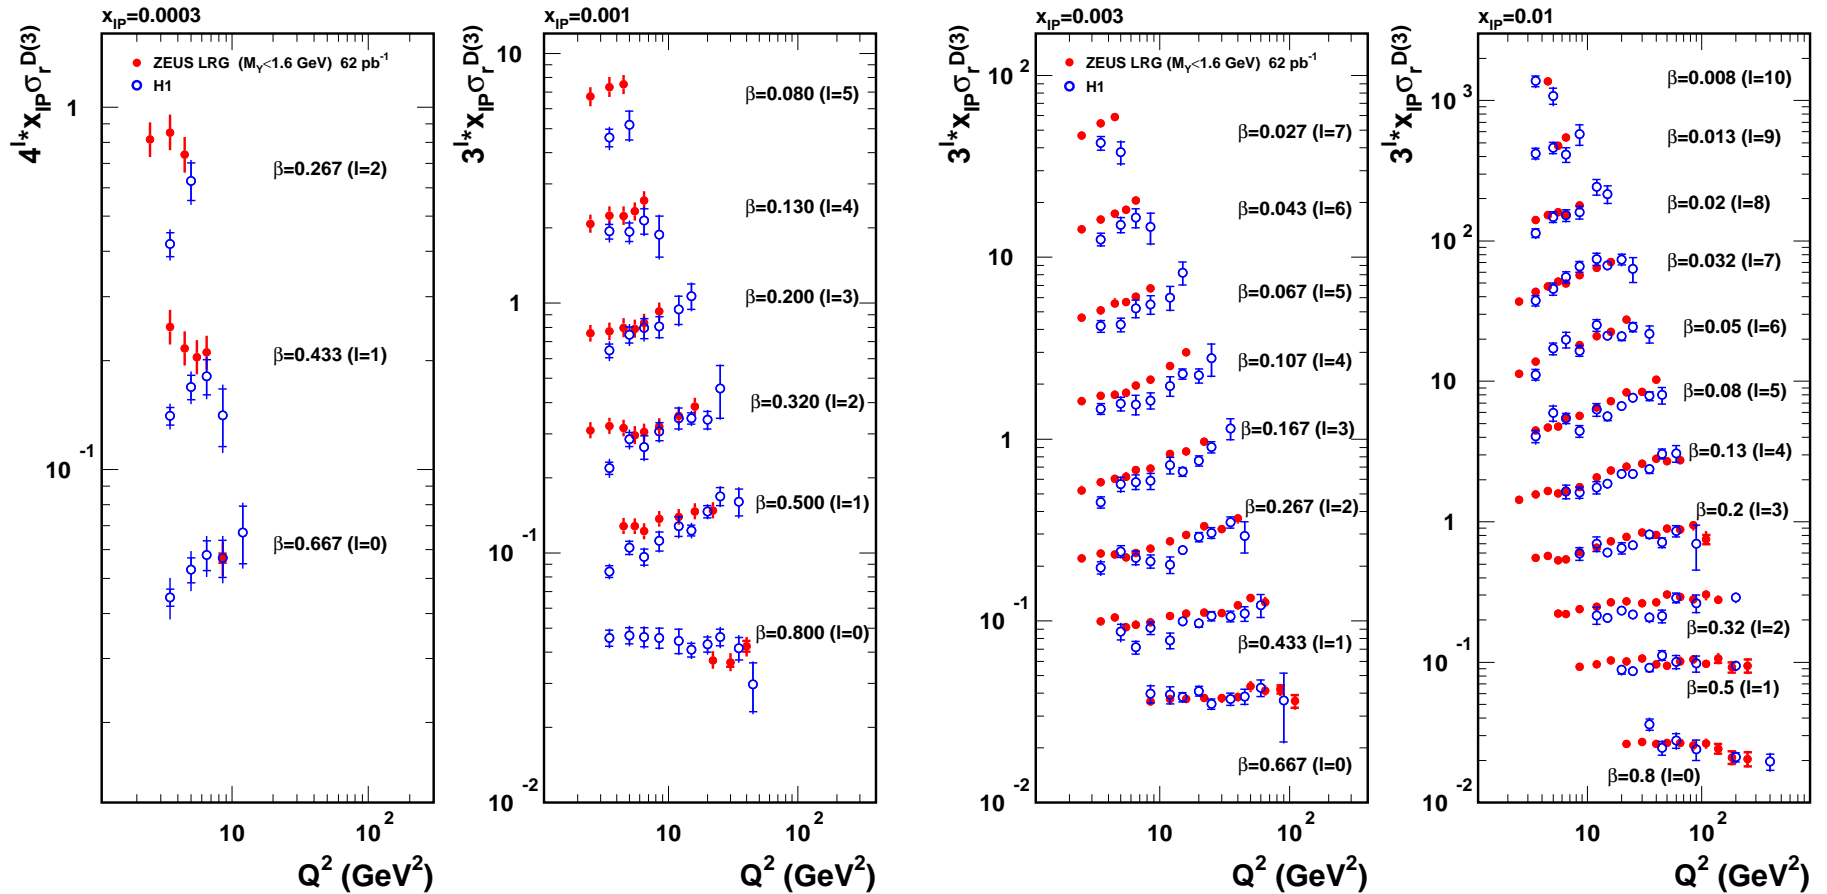 x_IP=0.0003
4^l*x_IPσ_r^D(3)
ZEUS LRG (M_Y<1.6 GeV) 62 pb^-1
H1
1
10^-1
β=0.267 (l=2)
β=0.433 (l=1)
β=0.667 (l=0)
10
10^2
Q^2 (GeV^2)
x_IP=0.001
3^l*x_IPσ_r^D(3)
10
1
10^-1
10^-2
β=0.080 (l=5)
β=0.130 (l=4)
β=0.200 (l=3)
β=0.320 (l=2)
β=0.500 (l=1)
β=0.800 (l=0)
10
10^2
Q^2 (GeV^2)
x_IP=0.003
3^l*x_IPσ_r^D(3)
ZEUS LRG (M_Y<1.6 GeV) 62 pb^-1
H1
10^2
10
1
10^-1
10^-2
β=0.027 (l=7)
β=0.043 (l=6)
β=0.067 (l=5)
β=0.107 (l=4)
β=0.167 (l=3)
β=0.267 (l=2)
β=0.433 (l=1)
β=0.667 (l=0)
10
10^2
Q^2 (GeV^2)
x_IP=0.01
3^l*x_IPσ_r^D(3)
10^3
10^2
10
1
10^-1
10^-2
β=0.008 (l=10)
β=0.013 (l=9)
β=0.02 (l=8)
β=0.032 (l=7)
β=0.05 (l=6)
β=0.08 (l=5)
β=0.13 (l=4)
β=0.2 (l=3)
β=0.32 (l=2)
β=0.5 (l=1)
β=0.8 (l=0)
10
10^2
Q^2 (GeV^2)